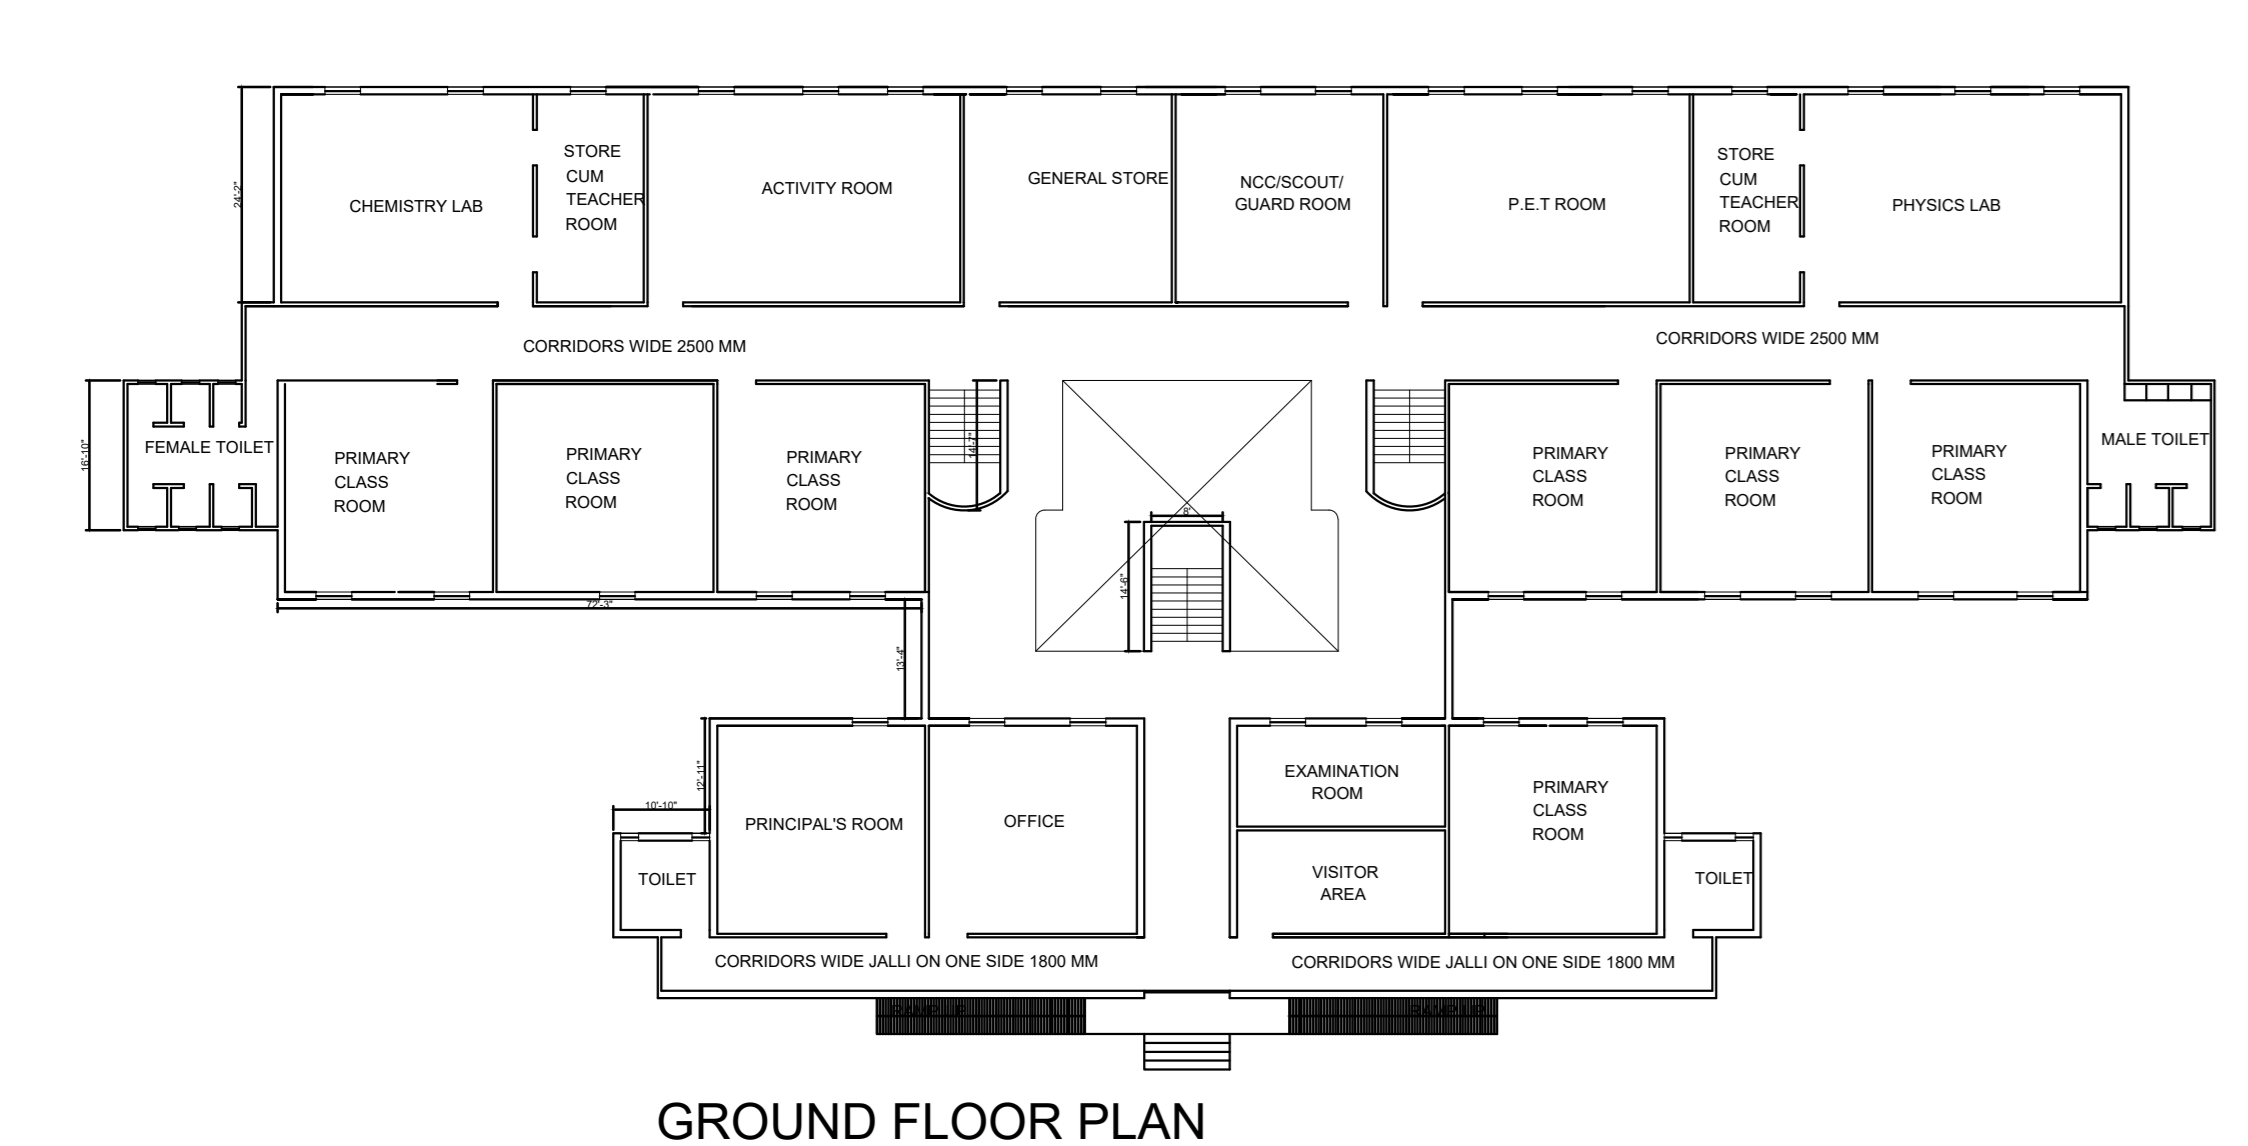 24'-2"
CHEMISTRY LAB
STORE
CUM
TEACHER
ROOM
ACTIVITY ROOM
GENERAL STORE
NCC/SCOUT/
GUARD ROOM
P.E.T ROOM
STORE
CUM
TEACHER
ROOM
PHYSICS LAB
CORRIDORS WIDE 2500 MM
CORRIDORS WIDE 2500 MM
16'-10"
FEMALE TOILET
PRIMARY
CLASS
ROOM
PRIMARY
CLASS
ROOM
PRIMARY
CLASS
ROOM
14'-7"
8'
14'-6"
PRIMARY
CLASS
ROOM
PRIMARY
CLASS
ROOM
PRIMARY
CLASS
ROOM
MALE TOILET
72'-3"
13'-4"
12'-11"
10'-10"
TOILET
PRINCIPAL'S ROOM
OFFICE
EXAMINATION
ROOM
VISITOR
AREA
PRIMARY
CLASS
ROOM
TOILET
CORRIDORS WIDE JALLI ON ONE SIDE 1800 MM
CORRIDORS WIDE JALLI ON ONE SIDE 1800 MM
RAMP UP
RAMP UP
GROUND FLOOR PLAN